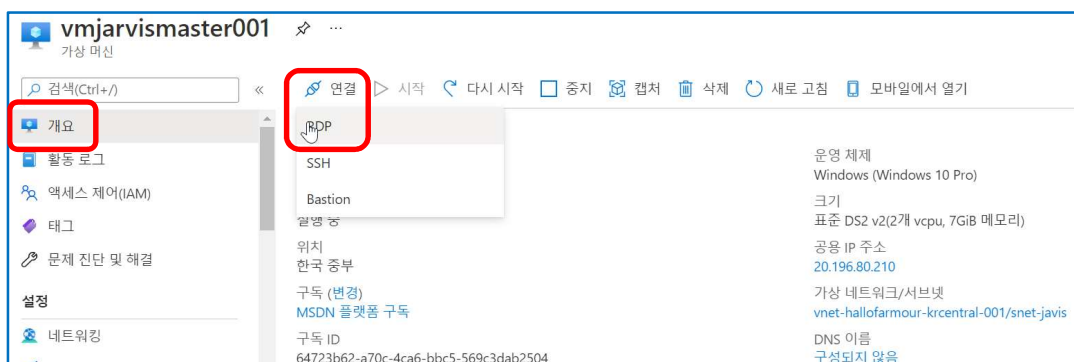 vmjarvismaster001
가상 머신
검색(Ctrl+/)
연결
시작
다시 시작
중지
캡처
삭제
새로 고침
모바일에서 열기
개요
활동 로그
액세스 제어(IAM)
태그
문제 진단 및 해결
설정
네트워킹
RDP
SSH
Bastion
실행 중
위치
한국 중부
구독 (변경)
MSDN 플랫폼 구독
구독 ID
64723b62-a70c-4ca6-bbc5-569c3dab2504
운영 체제
Windows (Windows 10 Pro)
크기
표준 DS2 v2(2개 vcpu, 7GiB 메모리)
공용 IP 주소
20.196.80.210
가상 네트워크/서브넷
vnet-hallofarmour-krcentral-001/snet-javis
DNS 이름
구성되지 않음